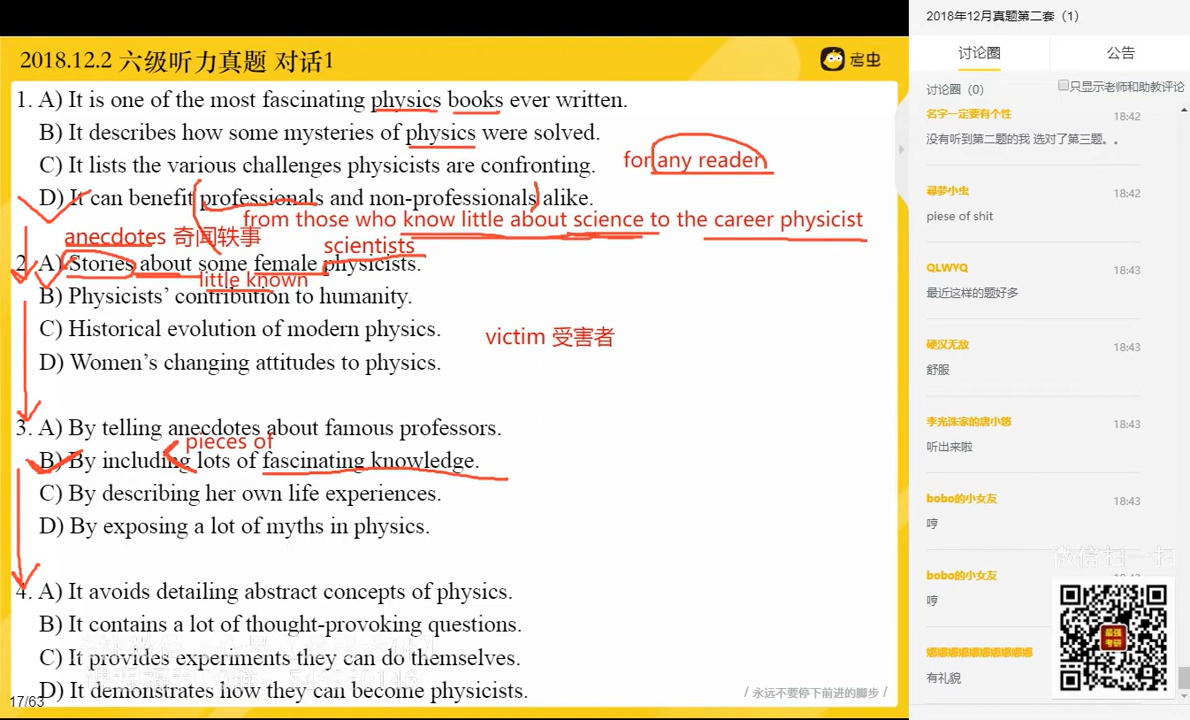 2018.12.2 六级听力真题 对话1
考虫
1. A) It is one of the most fascinating physics books ever written.
B) It describes how some mysteries of physics were solved.
C) It lists the various challenges physicists are confronting.
for any reader
D) It can benefit professionals and non-professionals alike.
from those who know little about science to the career physicist
anecdotes 奇闻轶事
scientists
2. A) Stories about some female physicists.
little known
B) Physicists’ contribution to humanity.
C) Historical evolution of modern physics.
victim 受害者
D) Women’s changing attitudes to physics.
3. A) By telling anecdotes about famous professors.
pieces of
B) By including lots of fascinating knowledge.
C) By describing her own life experiences.
D) By exposing a lot of myths in physics.
4. A) It avoids detailing abstract concepts of physics.
B) It contains a lot of thought-provoking questions.
C) It provides experiments they can do themselves.
D) It demonstrates how they can become physicists.
17/63
/ 永远不要停下前进的脚步 /
2018年12月真题第二套（1）
讨论圈 公告
讨论圈（0） 只显示老师和助教评论
名字一定要有个性 18:42
没有听到第二题的我 选对了第三题。。
尋夢小虫 18:42
piese of shit
QLWYQ 18:43
最近这样的题好多
硬汉无敌 18:43
舒服
李光洙家的唐小悠 18:43
听出来啦
bobo的小女友 18:43
哼
微信扫一扫
bobo的小女友
哼
最强考研
有礼貌